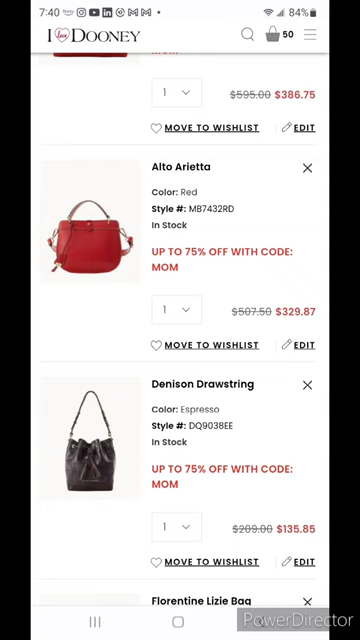 7:40
84%
I love DOONEY
50
MOM
1
$595.00 $386.75
MOVE TO WISHLIST
EDIT
Alto Arietta
Color: Red
Style #: MB7432RD
In Stock
UP TO 75% OFF WITH CODE:
MOM
1
$507.50 $329.87
MOVE TO WISHLIST
EDIT
Denison Drawstring
Color: Espresso
Style #: DQ9038EE
In Stock
UP TO 75% OFF WITH CODE:
MOM
1
$209.00 $135.85
MOVE TO WISHLIST
EDIT
Florentine Lizie Bag
PowerDirector